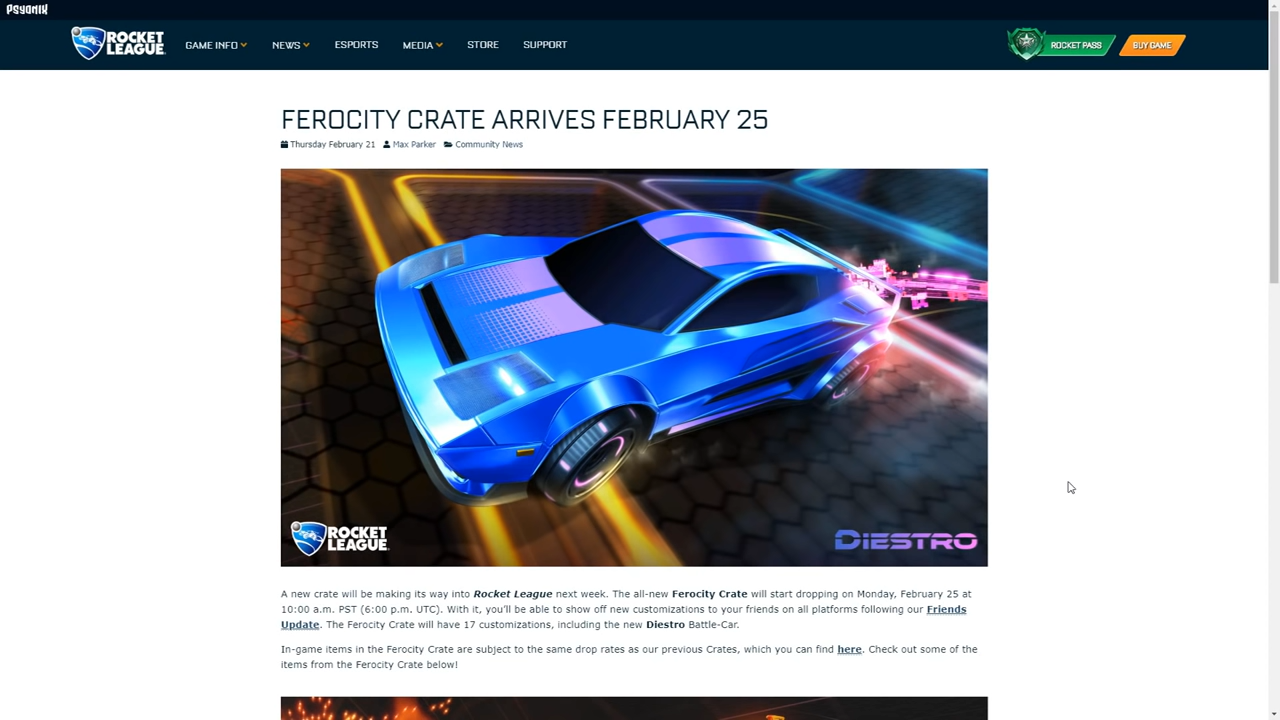 PSYONIX
ROCKET LEAGUE
GAME INFO NEWS ESPORTS MEDIA STORE SUPPORT
ROCKET PASS
BUY GAME
FEROCITY CRATE ARRIVES FEBRUARY 25
Thursday February 21 Max Parker Community News
ROCKET LEAGUE
DIESTRO
A new crate will be making its way into Rocket League next week. The all-new Ferocity Crate will start dropping on Monday, February 25 at
10:00 a.m. PST (6:00 p.m. UTC). With it, you'll be able to show off new customizations to your friends on all platforms following our Friends
Update. The Ferocity Crate will have 17 customizations, including the new Diestro Battle-Car.
In-game items in the Ferocity Crate are subject to the same drop rates as our previous Crates, which you can find here. Check out some of the
items from the Ferocity Crate below!